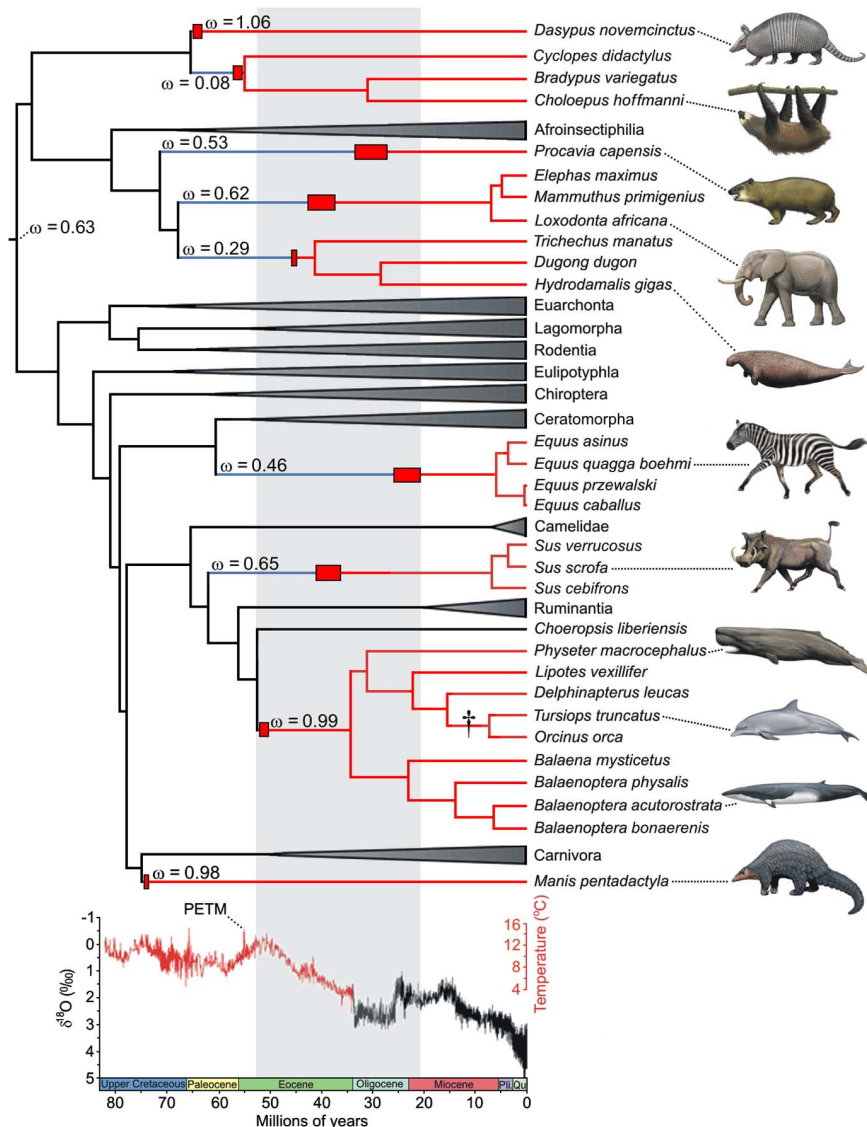 ω = 1.06
Dasypus novemcinctus
Cyclopes didactylus
ω = 0.08
Bradypus variegatus
Choloepus hoffmanni
Afroinsectiphilia
ω = 0.53
Procavia capensis
Elephas maximus
ω = 0.62
Mammuthus primigenius
Loxodonta africana
ω = 0.63
Trichechus manatus
ω = 0.29
Dugong dugon
Hydrodamalis gigas
Euarchonta
Lagomorpha
Rodentia
Eulipotyphla
Chiroptera
Ceratomorpha
Equus asinus
ω = 0.46
Equus quagga boehmi
Equus przewalski
Equus caballus
Camelidae
Sus verrucosus
ω = 0.65
Sus scrofa
Sus cebifrons
Ruminantia
Choeropsis liberiensis
Physeter macrocephalus
Lipotes vexillifer
Delphinapterus leucas
†
Tursiops truncatus
ω = 0.99
Orcinus orca
Balaena mysticetus
Balaenoptera physalis
Balaenoptera acutorostrata
Balaenoptera bonaerenis
Carnivora
ω = 0.98
Manis pentadactyla
PETM
-1
0
1
2
3
4
5
δ18O (‰)
16
12
8
4
Temperature (ºC)
Upper Cretaceous Paleocene Eocene Oligocene Miocene Pli. Qu
80 70 60 50 40 30 20 10 0
Millions of years